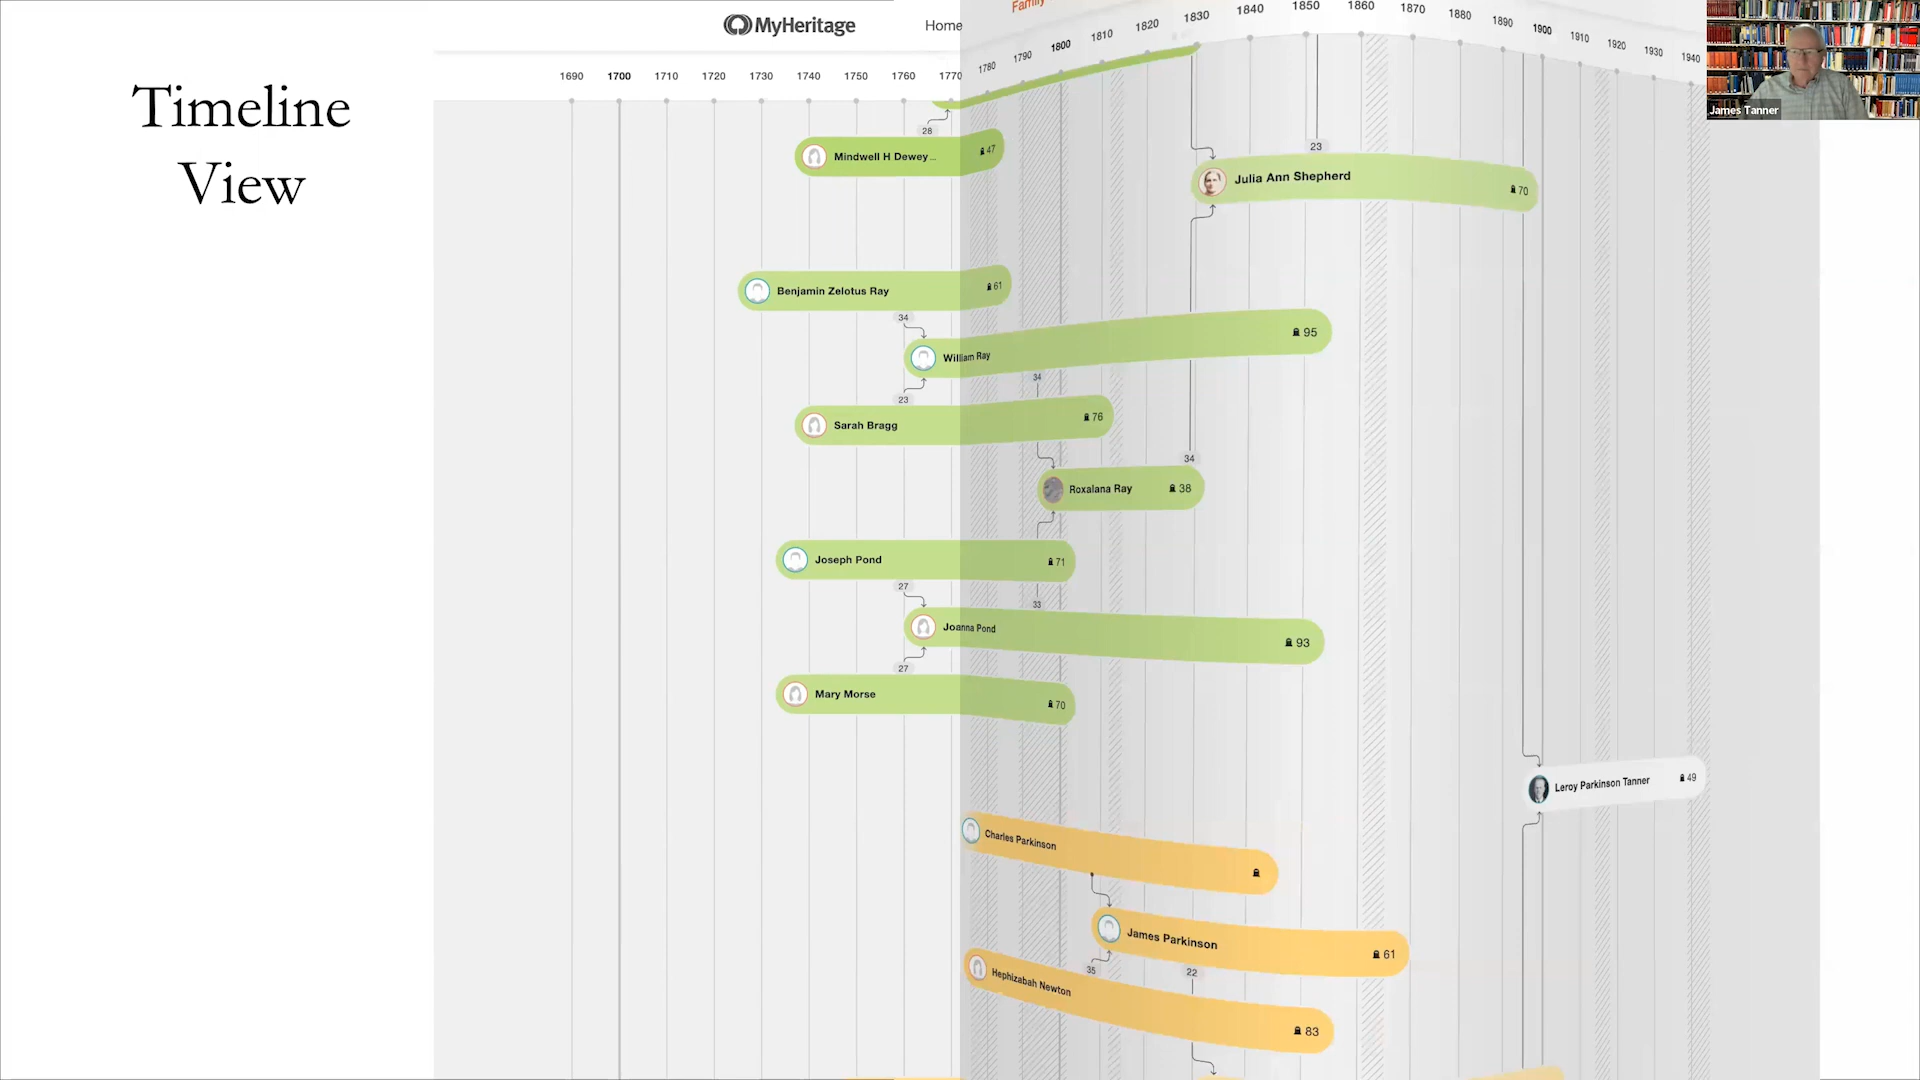 Timeline
View
MyHeritage
Home
Family
1690 1700 1710 1720 1730 1740 1750 1760 1770 1780 1790 1800 1810 1820 1830 1840 1850 1860 1870 1880 1890 1900 1910 1920 1930 1940
James Tanner
28
Mindwell H Dewey... 47
23
Julia Ann Shepherd 70
Benjamin Zelotus Ray 61
34
William Ray 95
34
23
Sarah Bragg 76
34
Roxalana Ray 38
Joseph Pond 71
27
33
Joanna Pond 93
27
Mary Morse 70
Leroy Parkinson Tanner 49
Charles Parkinson
James Parkinson 61
35
22
Hephizabah Newton 83